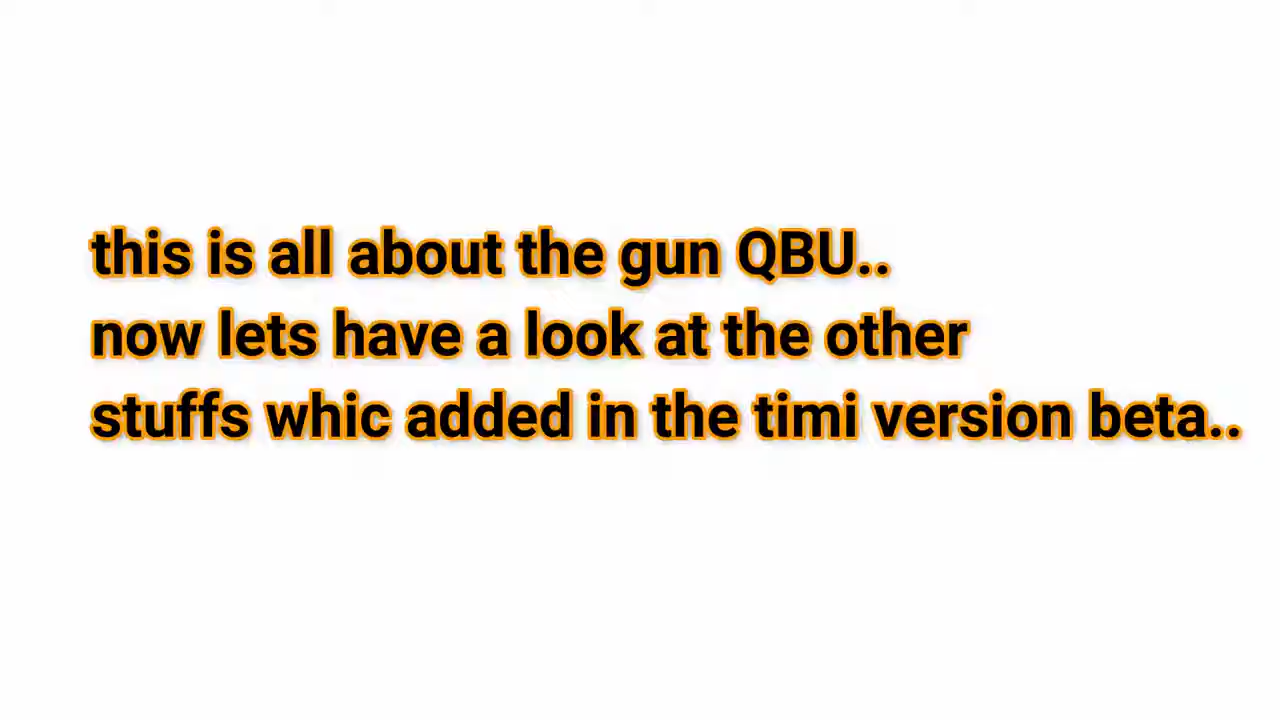 this is all about the gun QBU..
now lets have a look at the other
stuffs whic added in the timi version beta..